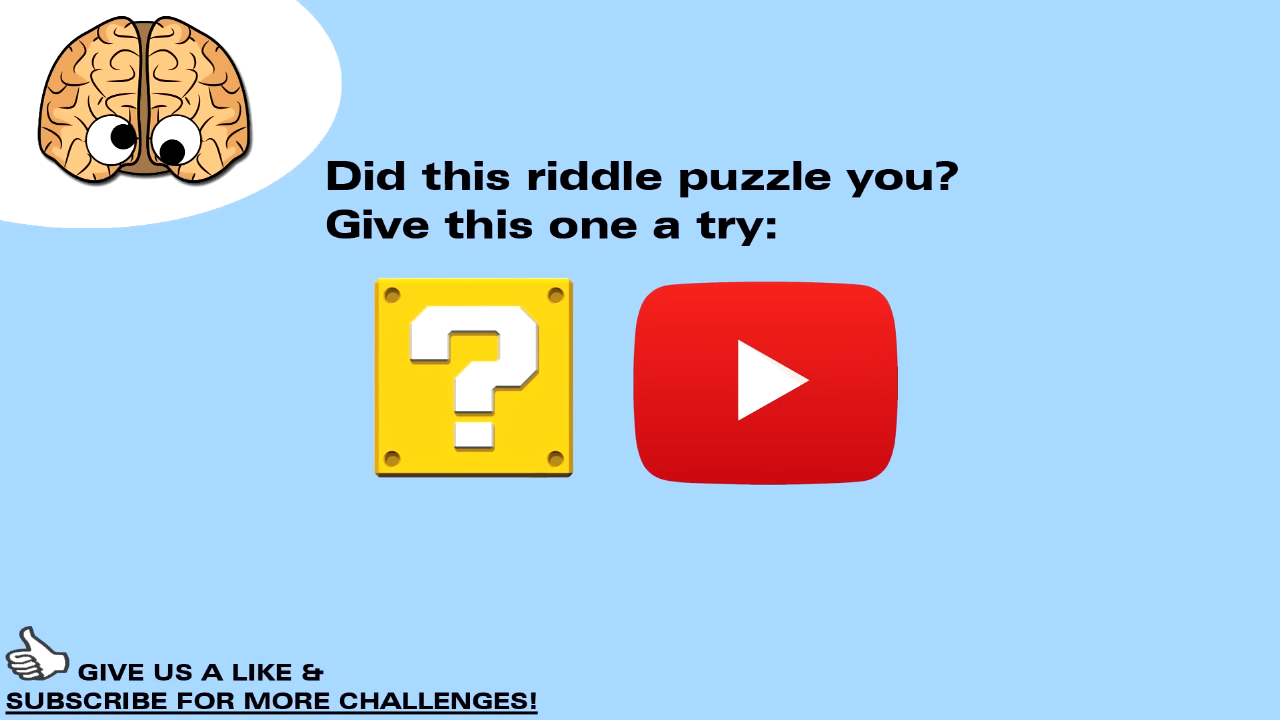 Did this riddle puzzle you?
Give this one a try:
?
GIVE US A LIKE &
SUBSCRIBE FOR MORE CHALLENGES!